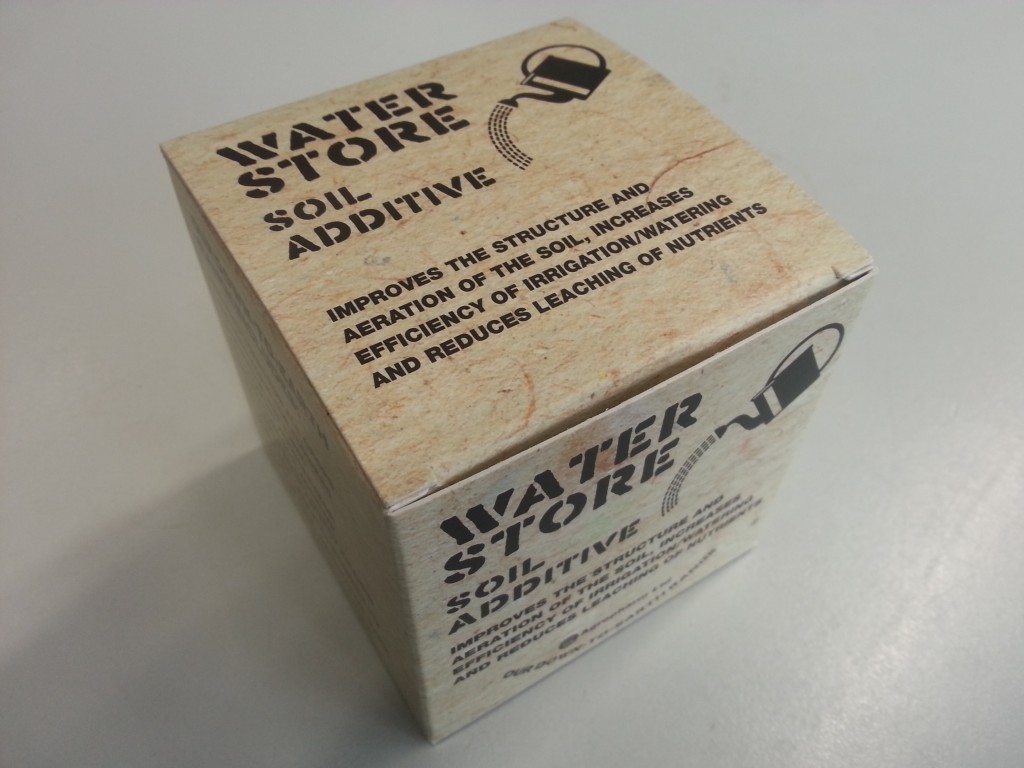 WATER
STORE
SOIL
ADDITIVE
IMPROVES THE STRUCTURE AND
AERATION OF THE SOIL, INCREASES
EFFICIENCY OF IRRIGATION/WATERING
AND REDUCES LEACHING OF NUTRIENTS
WATER
STORE
SOIL
ADDITIVE
IMPROVES THE STRUCTURE AND
AERATION OF THE SOIL, INCREASING
EFFICIENCY OF IRRIGATION/WATERING
AND REDUCES LEACHING OF NUTRIENTS